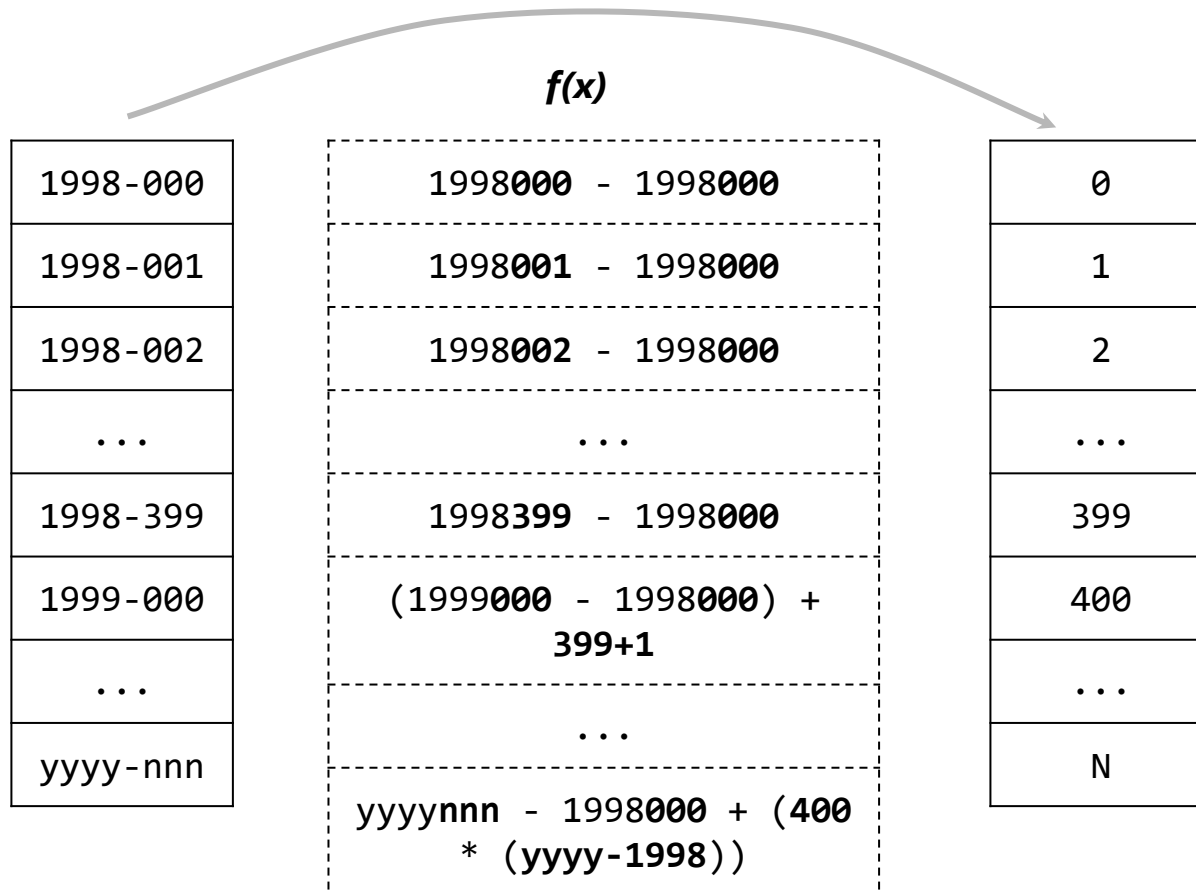 f(x)
1998-000
1998000 - 1998000
0
1998-001
1998001 - 1998000
1
1998-002
1998002 - 1998000
2
...
...
...
1998-399
1998399 - 1998000
399
1999-000
(1999000 - 1998000) +
399+1
400
...
...
...
yyyy-nnn
yyyynnn - 1998000 + (400
* (yyyy-1998))
N